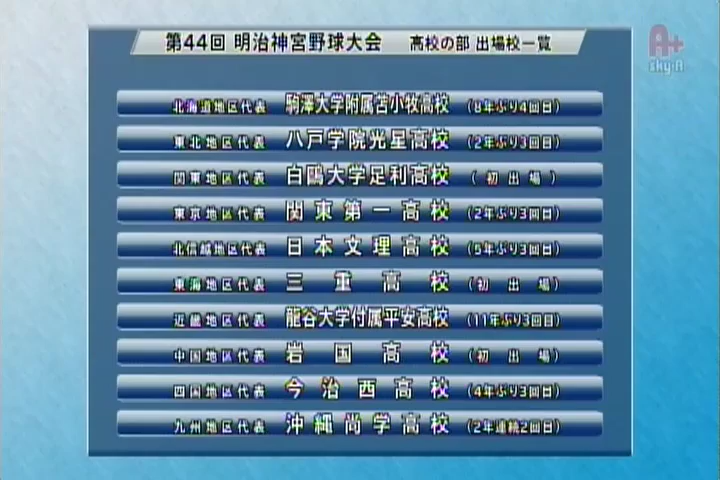 第44回 明治神宮野球大会 高校の部 出場校一覧
A+
sky・A
北海道地区代表 駒澤大学附属苫小牧高校 (8年ぶり4回目)
東北地区代表 八戸学院光星高校 (2年ぶり3回目)
関東地区代表 白鴎大学足利高校 (初出場)
東京地区代表 関東第一高校 (2年ぶり3回目)
北信越地区代表 日本文理高校 (5年ぶり3回目)
東海地区代表 三重高校 (初出場)
近畿地区代表 龍谷大学付属平安高校 (11年ぶり3回目)
中国地区代表 岩国高校 (初出場)
四国地区代表 今治西高校 (4年ぶり3回目)
九州地区代表 沖縄尚学高校 (2年連続2回目)